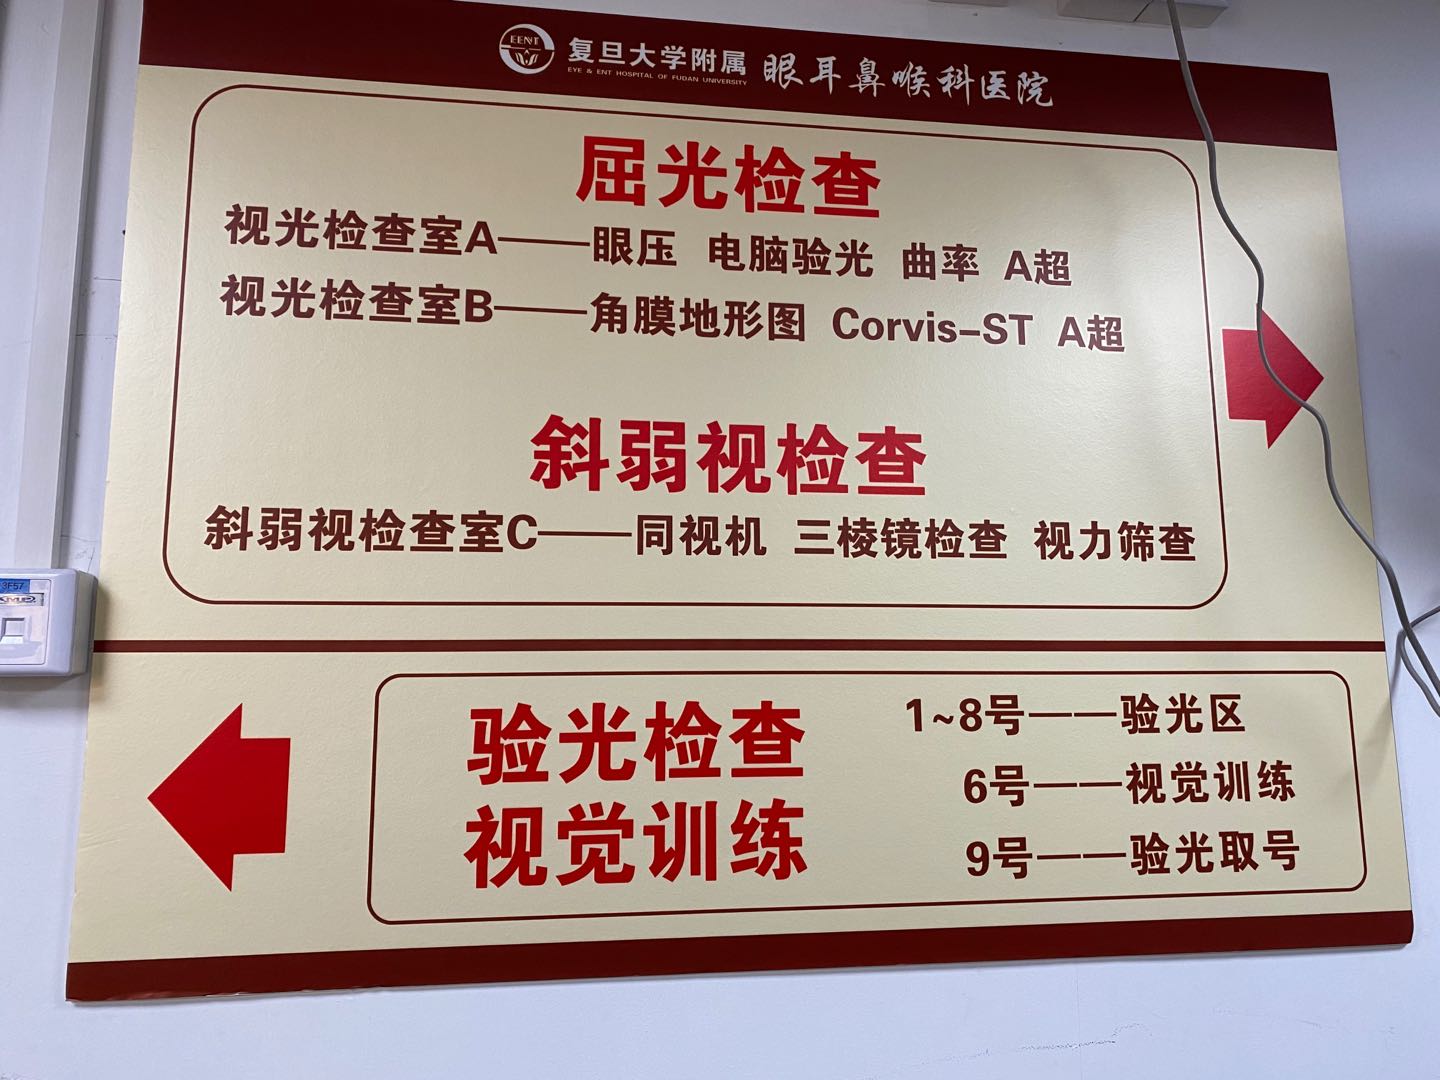 EENT
复旦大学附属 眼耳鼻喉科医院
EYE & ENT HOSPITAL OF FUDAN UNIVERSITY
屈光检查
视光检查室A——眼压 电脑验光 曲率 A超
视光检查室B——角膜地形图 Corvis-ST A超
斜弱视检查
斜弱视检查室C——同视机 三棱镜检查 视力筛查
3F57
验光检查
视觉训练
1~8号——验光区
6号——视觉训练
9号——验光取号